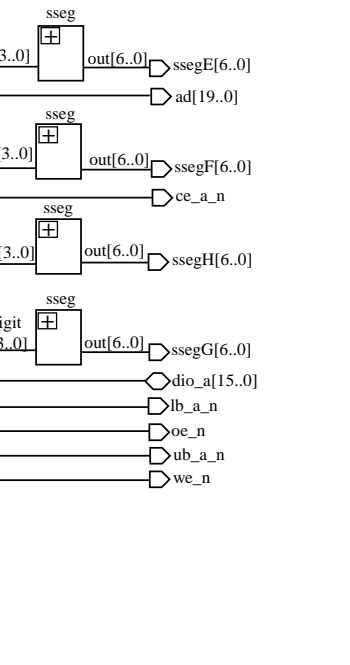 sseg
3..0]
out[6..0]
ssegE[6..0]
ad[19..0]
sseg
[3..0]
out[6..0]
ssegF[6..0]
ce_a_n
sseg
[3..0]
out[6..0]
ssegH[6..0]
sseg
igit
3..0]
out[6..0]
ssegG[6..0]
dio_a[15..0]
lb_a_n
oe_n
ub_a_n
we_n